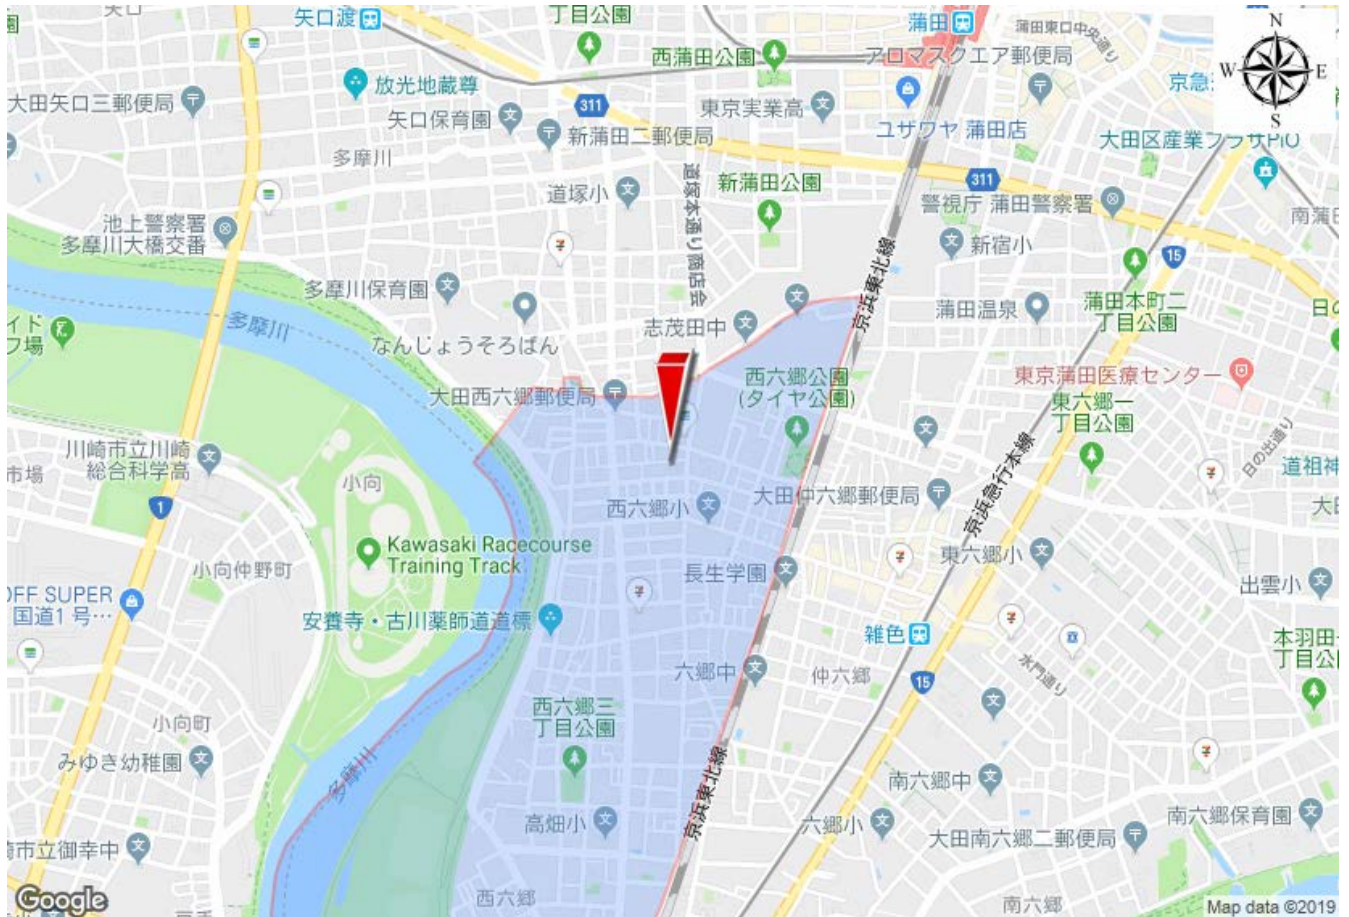 矢口
矢口渡
丁目公園
蒲田
蒲田東口中央通り
N
W
E
S
園
西蒲田公園
アロマスクエア郵便局
放光地蔵尊
大田矢口三郵便局
311
東京実業高
京急
矢口保育園
新蒲田二郵便局
ユザワヤ 蒲田店
大田区産業プラザPiO
多摩川
道塚本通り商店会
道塚小
新蒲田公園
311
警視庁 蒲田警察署
南蒲田
池上警察署
多摩川大橋交番
新宿小
15
京浜東北線
多摩川保育園
蒲田温泉
蒲田本町二
丁目公園
多摩川
志茂田中
なんじょうそろばん
イド
フ場
西六郷公園
(タイヤ公園)
東京蒲田医療センター
大田西六郷郵便局
東六郷一
丁目公園
川崎市立川崎
総合科学高
市場
小向
日の出通り
道祖神
大田仲六郷郵便局
1
西六郷小
京浜急行本線
Kawasaki Racecourse
Training Track
東六郷小
小向仲野町
長生学園
出雲小
OFF SUPER
国道1 号…
安養寺・古川薬師道道標
雑色
六郷中
仲六郷
水門通り
15
本羽田一
丁目公
西六郷三
丁目公園
小向町
みゆき幼稚園
多摩川
京浜東北線
南六郷中
高畑小
六郷小
南六郷保育園
大田南六郷二郵便局
市立御幸中
西六郷
南六郷
Google
Map data ©2019